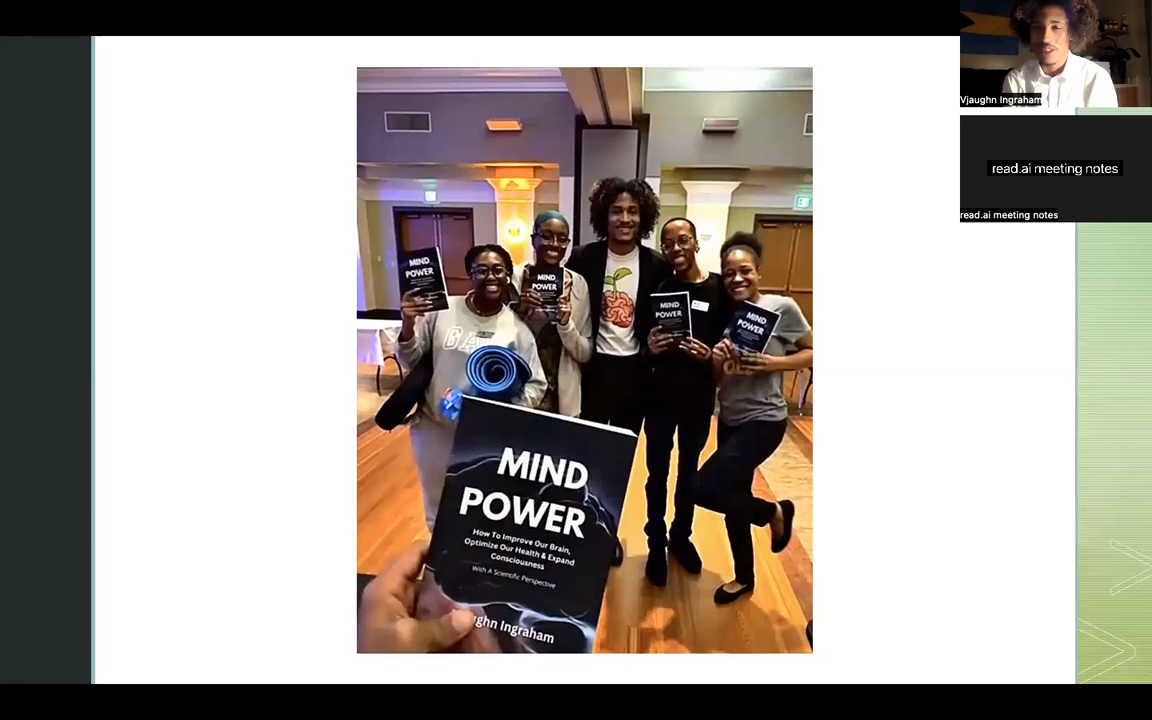 Vjaughn Ingraham
read.ai meeting notes
read.ai meeting notes
MIND
POWER
MIND
POWER
MIND
POWER
MIND
POWER
MIND
POWER
How To Improve Our Brain,
Optimize Our Health & Expand
Consciousness
With A Scientific Perspective
Ingraham